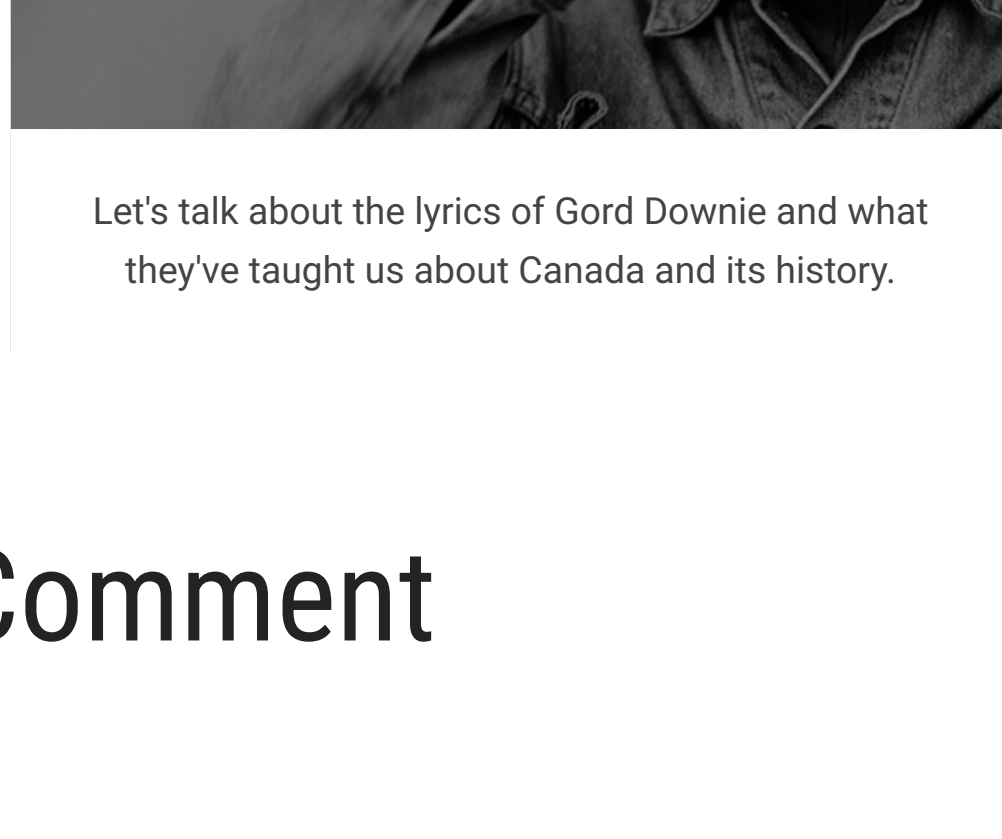 Let's talk about the lyrics of Gord Downie and what
they've taught us about Canada and its history.
Comment